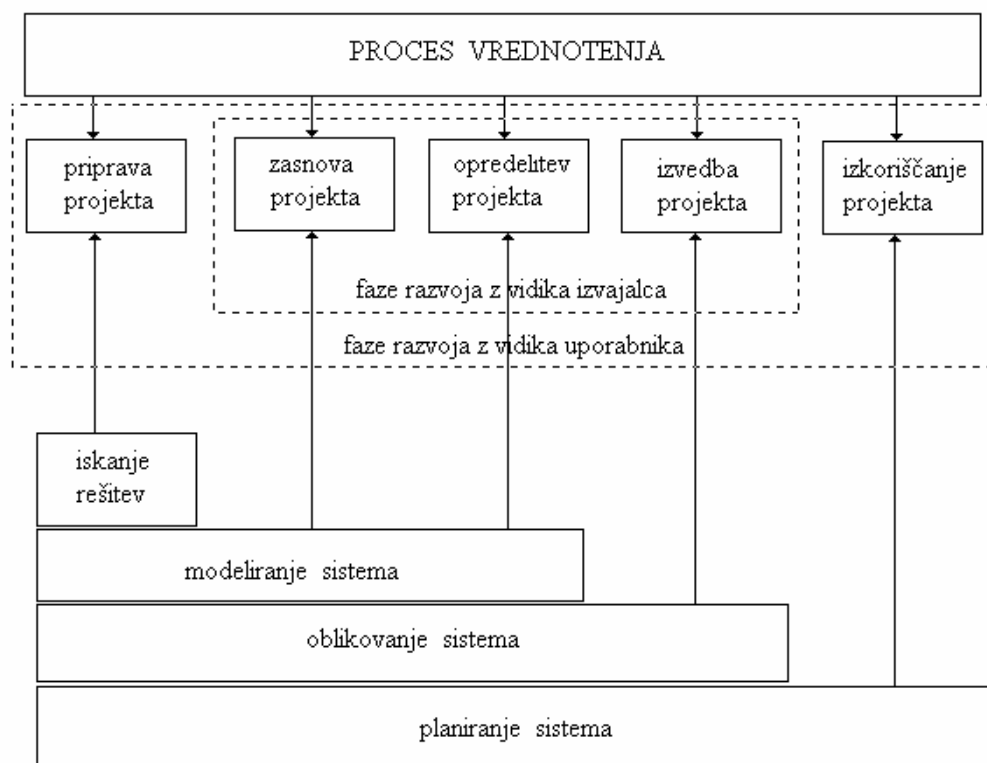 PROCES VREDNOTENJA
priprava
projekta
zasnova
projekta
opredelitev
projekta
izvedba
projekta
izkoriščanje
projekta
faze razvoja z vidika izvajalca
faze razvoja z vidika uporabnika
iskanje
rešitev
modeliranje sistema
oblikovanje sistema
planiranje sistema